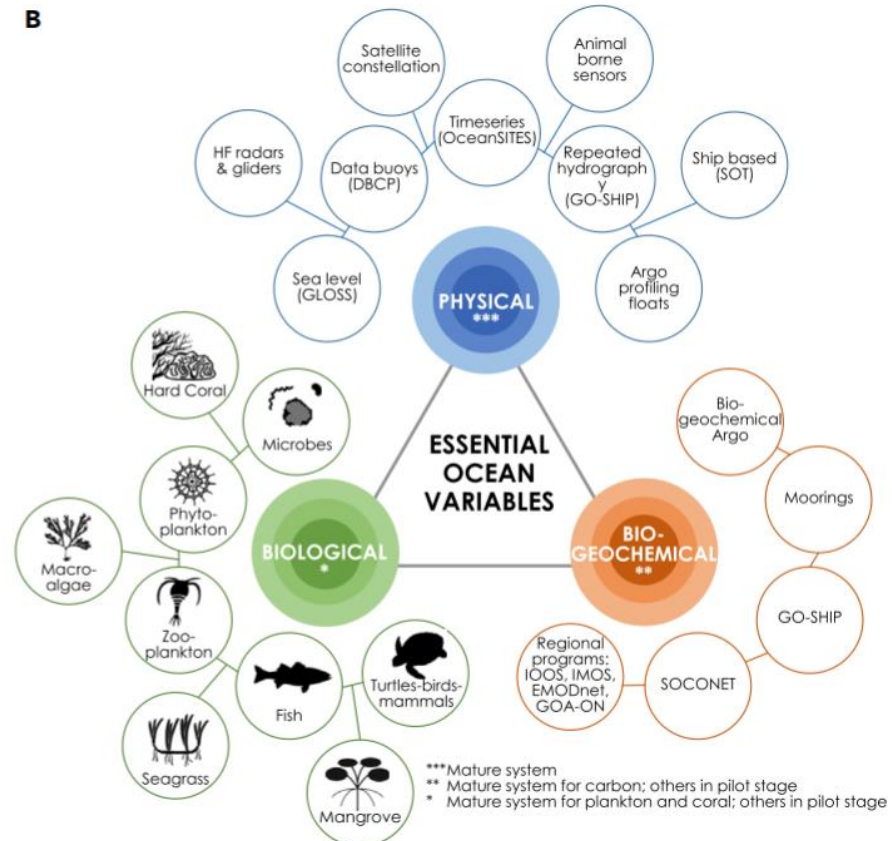 B
Satellite
constellation
Animal
borne
sensors
Timeseries
(OceanSITES)
HF radars
& gliders
Data buoys
(DBCP)
Repeated
hydrograph
y
(GO-SHIP)
Ship based
(SOT)
Sea level
(GLOSS)
Argo
profiling
floats
PHYSICAL
***
Hard Coral
Microbes
Phyto-
plankton
Macro-
algae
Zoo-
plankton
Fish
Turtles-birds-
mammals
Seagrass
Mangrove
ESSENTIAL
OCEAN
VARIABLES
BIOLOGICAL
*
BIO-
GEOCHEMICAL
**
Bio-
geochemical
Argo
Moorings
GO-SHIP
SOCONET
Regional
programs:
IOOS, IMOS,
EMODnet,
GOA-ON
***Mature system
** Mature system for carbon; others in pilot stage
* Mature system for plankton and coral; others in pilot stage